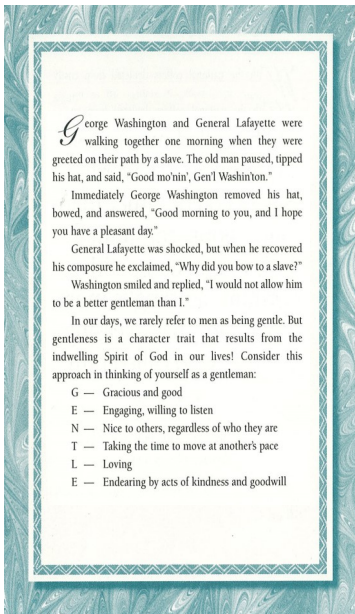 George Washington and General Lafayette were
walking together one morning when they were
greeted on their path by a slave. The old man paused, tipped
his hat, and said, “Good mo'nin', Gen'l Washin'ton.”
Immediately George Washington removed his hat,
bowed, and answered, “Good morning to you, and I hope
you have a pleasant day.”
General Lafayette was shocked, but when he recovered
his composure he exclaimed, “Why did you bow to a slave?”
Washington smiled and replied, “I would not allow him
to be a better gentleman than I.”
In our days, we rarely refer to men as being gentle. But
gentleness is a character trait that results from the
indwelling Spirit of God in our lives! Consider this
approach in thinking of yourself as a gentleman:
G — Gracious and good
E — Engaging, willing to listen
N — Nice to others, regardless of who they are
T — Taking the time to move at another's pace
L — Loving
E — Endearing by acts of kindness and goodwill